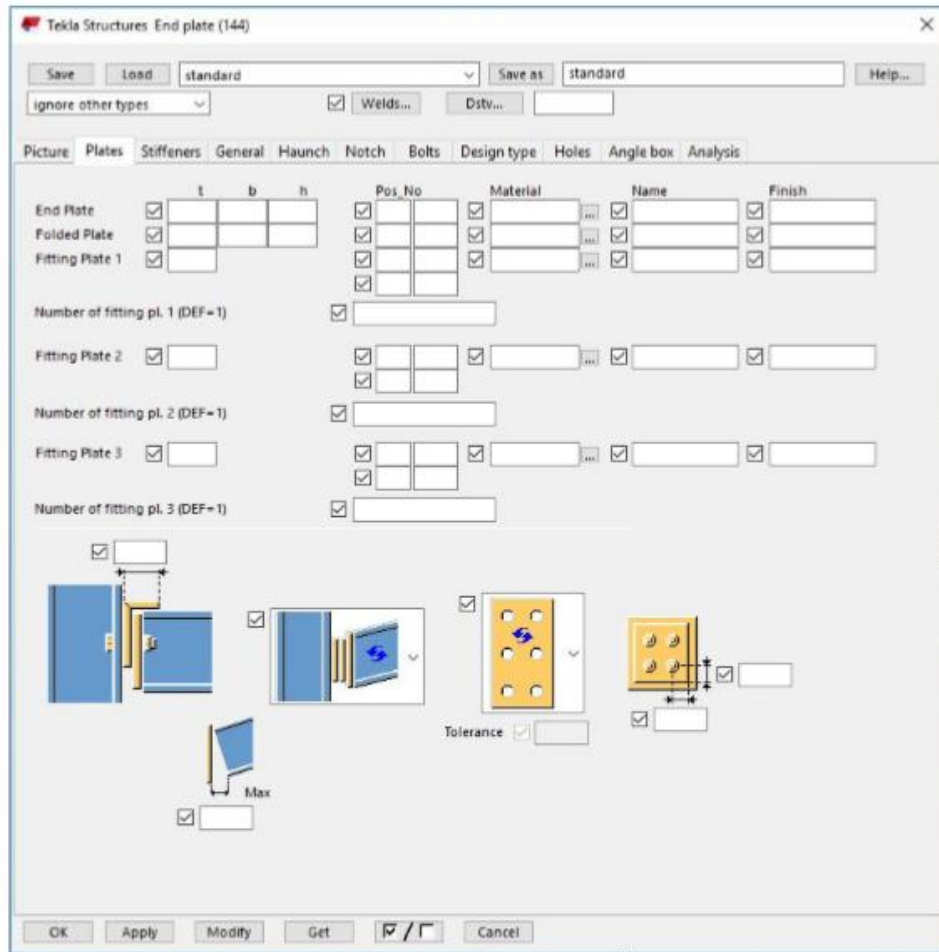 Tekla Structures End plate (144)
Save Load standard Save as standard Help...
ignore other types Welds... Dstv...
Picture Plates Stiffeners General Haunch Notch Bolts Design type Holes Angle box Analysis
t b h Pos_No Material Name Finish
End Plate
Folded Plate
Fitting Plate 1
Number of fitting pl. 1 (DEF=1)
Fitting Plate 2
Number of fitting pl. 2 (DEF=1)
Fitting Plate 3
Number of fitting pl. 3 (DEF=1)
Tolerance
Max
OK Apply Modify Get / Cancel